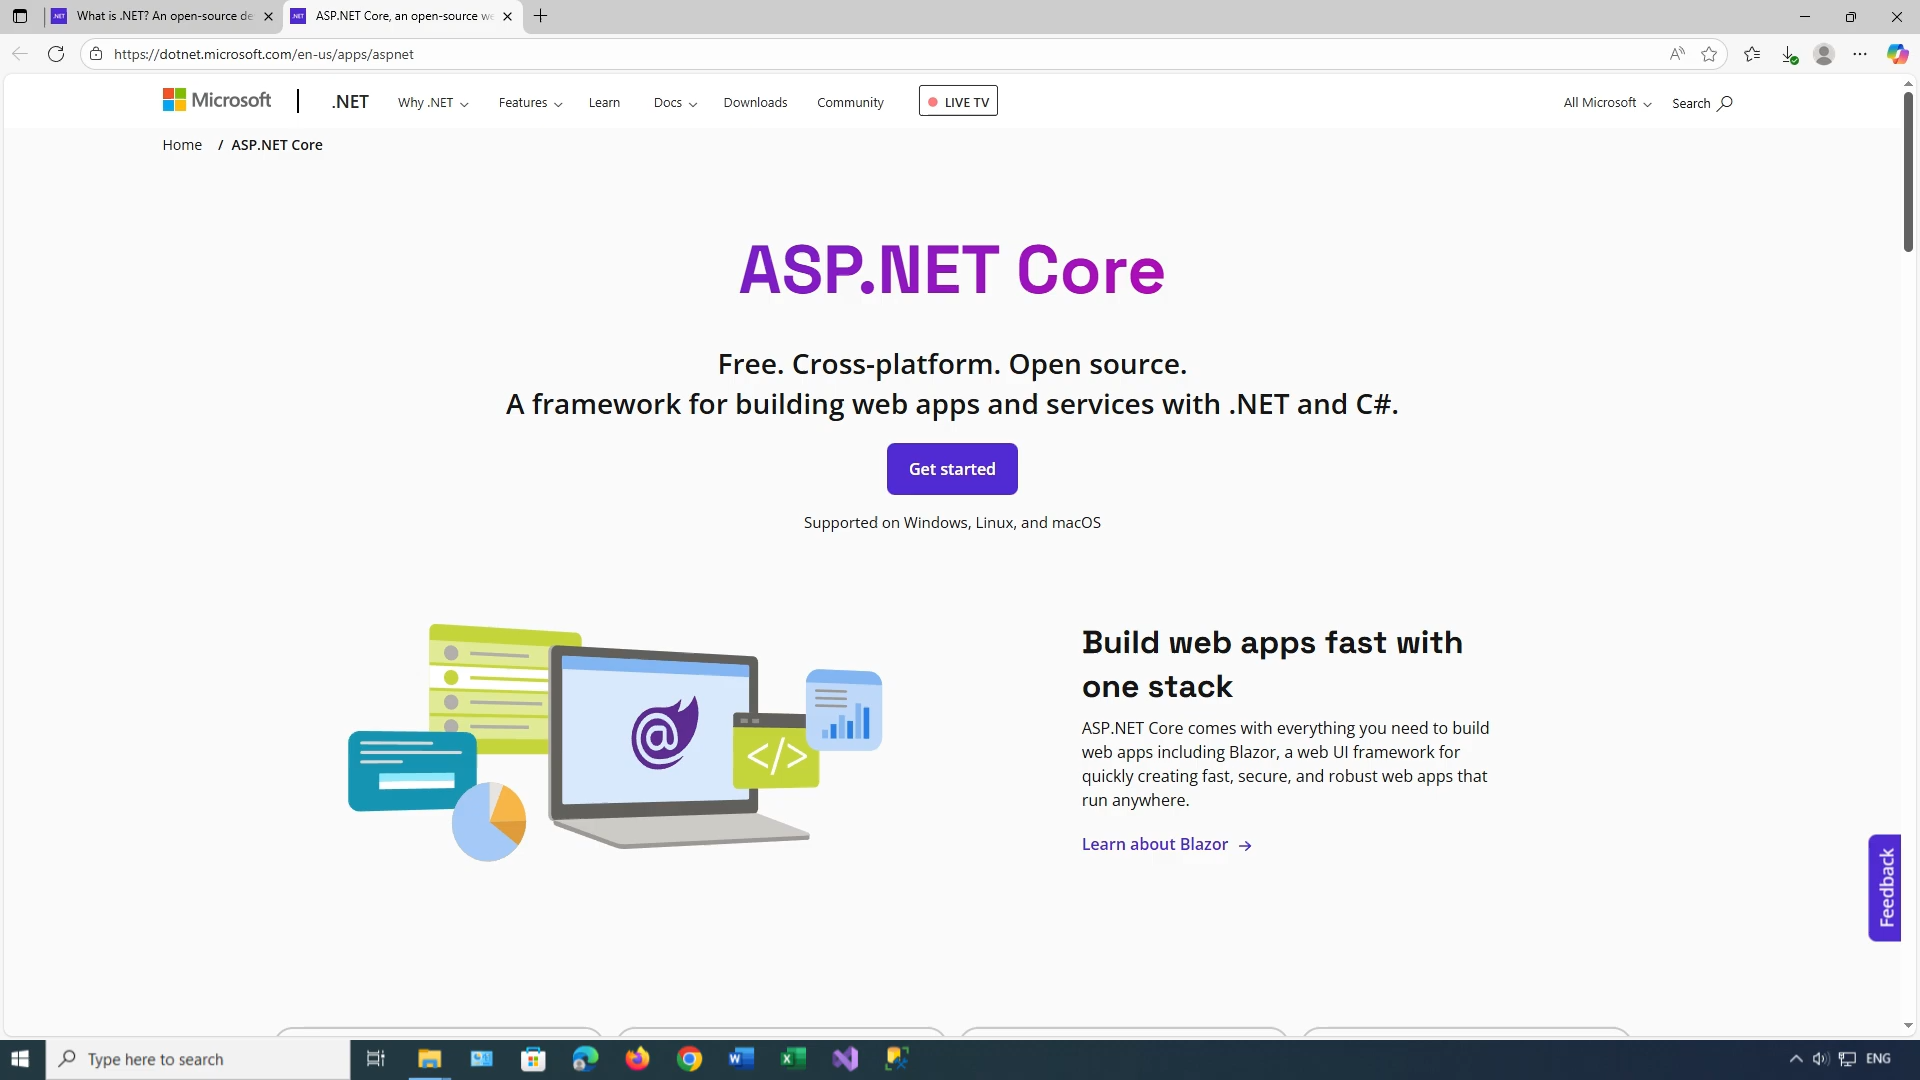 What is .NET? An open-source de
ASP.NET Core, an open-source we
https://dotnet.microsoft.com/en-us/apps/aspnet
Microsoft
.NET
Why .NET
Features
Learn
Docs
Downloads
Community
LIVE TV
All Microsoft
Search
Home / ASP.NET Core
ASP.NET Core
Free. Cross-platform. Open source.
A framework for building web apps and services with .NET and C#.
Get started
Supported on Windows, Linux, and macOS
Build web apps fast with
one stack
ASP.NET Core comes with everything you need to build
web apps including Blazor, a web UI framework for
quickly creating fast, secure, and robust web apps that
run anywhere.
Learn about Blazor →
Feedback
Type here to search
ENG